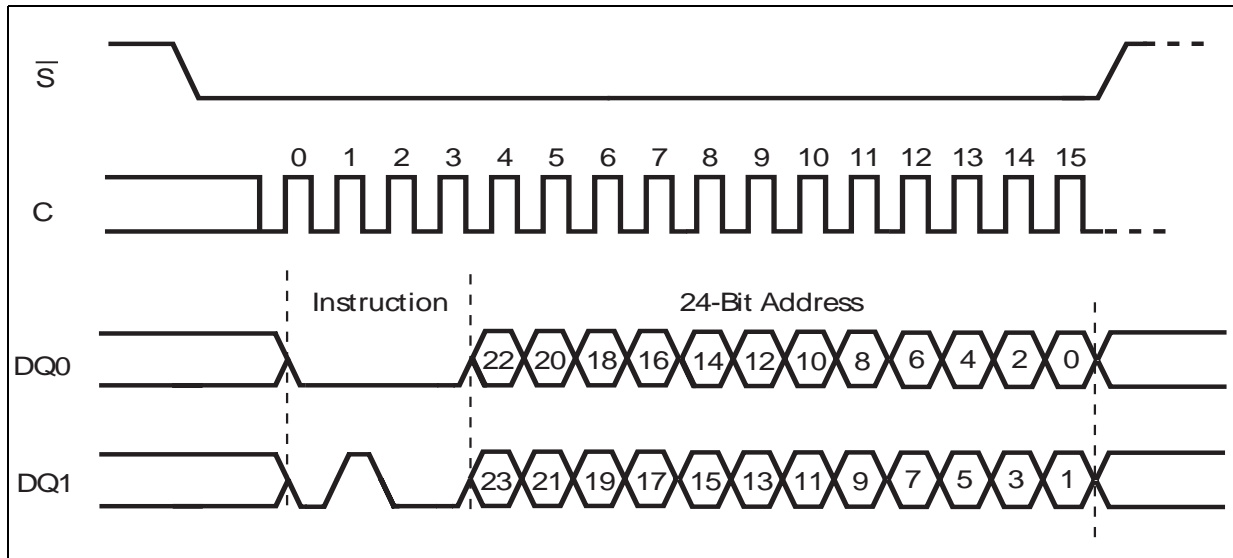 S̅
0 1 2 3 4 5 6 7 8 9 10 11 12 13 14 15
C
Instruction 24-Bit Address
DQ0 22 20 18 16 14 12 10 8 6 4 2 0
DQ1 23 21 19 17 15 13 11 9 7 5 3 1